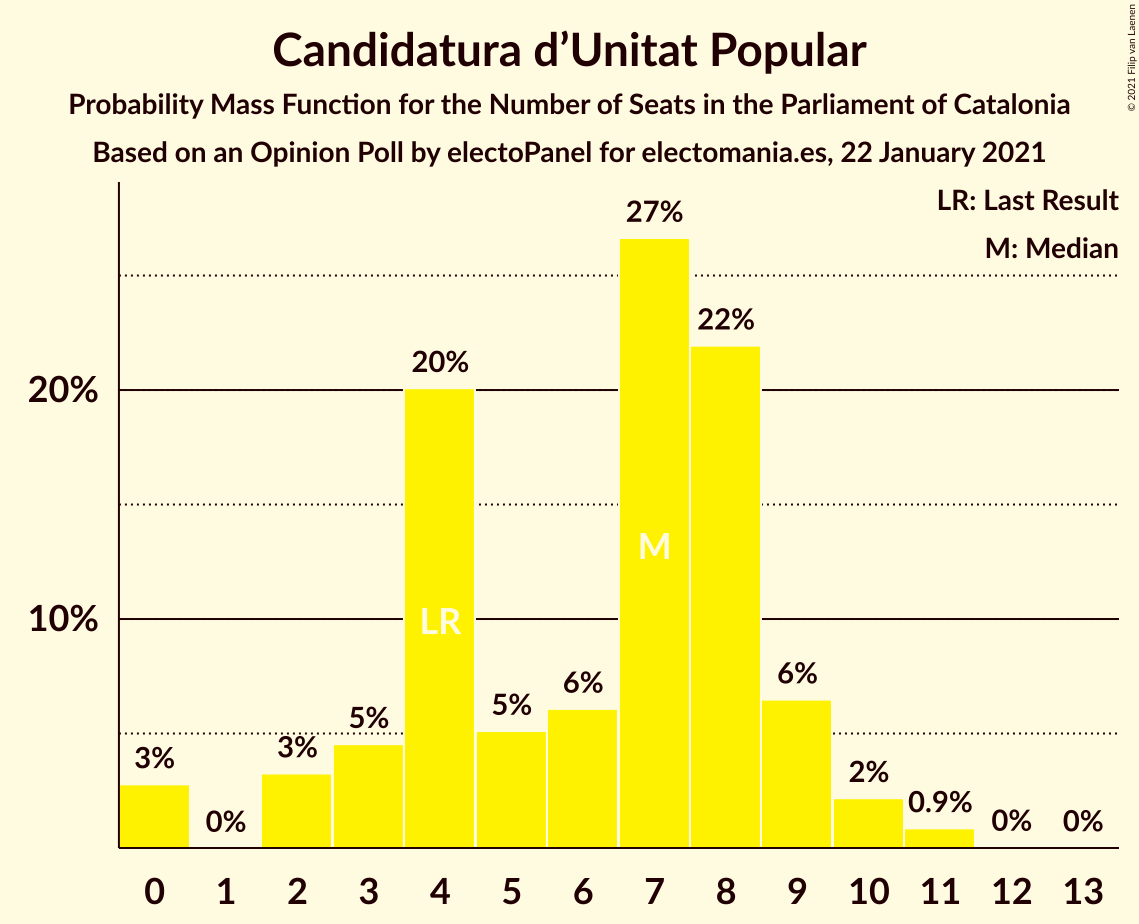 Candidatura d’Unitat Popular
Probability Mass Function for the Number of Seats in the Parliament of Catalonia
Based on an Opinion Poll by electoPanel for electomania.es, 22 January 2021
© 2021 Filip van Laenen
LR: Last Result
M: Median
20%
10%
3%
0%
3%
5%
20%
5%
6%
27%
22%
6%
2%
0.9%
0%
0%
LR
M
0 1 2 3 4 5 6 7 8 9 10 11 12 13